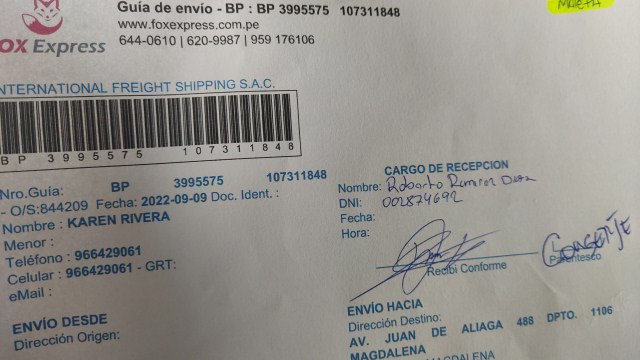 MALETA
Guía de envío - BP : BP 3995575 107311848
www.foxexpress.com.pe
644-0610 | 620-9987 | 959 176106
OX Express
NTERNATIONAL FREIGHT SHIPPING S.A.C.
BP 3995575 107311848
Nro.Guía: BP 3995575 107311848
- O/S:844209 Fecha: 2022-09-09 Doc. Ident.:
Nombre : KAREN RIVERA
Menor :
Teléfono : 966429061
Celular : 966429061 - GRT:
eMail :
ENVÍO DESDE
Dirección Origen:
CARGO DE RECEPCION
Nombre: Roberto Ramirez Diaz
DNI: 002874692
Fecha:
Hora:
Recibi Conforme
CONSERJE
Parentesco
ENVÍO HACIA
Dirección Destino:
AV. JUAN DE ALIAGA 488 DPTO. 1106
MAGDALENA
MAGDALENA